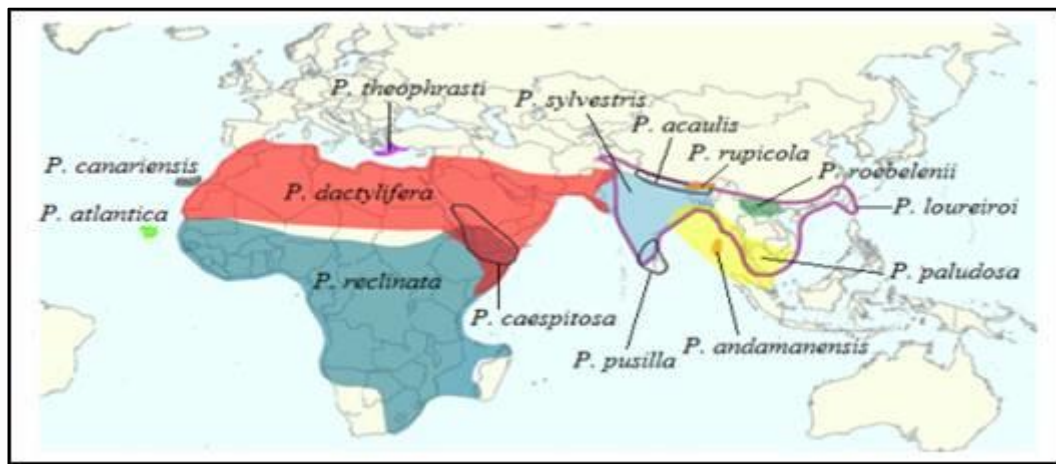 P. theophrasti
P. sylvestris
P. acaulis
P. rupicola
P. canariensis
P. roebelenii
P. dactylifera
P. atlantica
P. loureiroi
P. reclinata
P. paludosa
P. caespitosa
P. andamanensis
P. pusilla